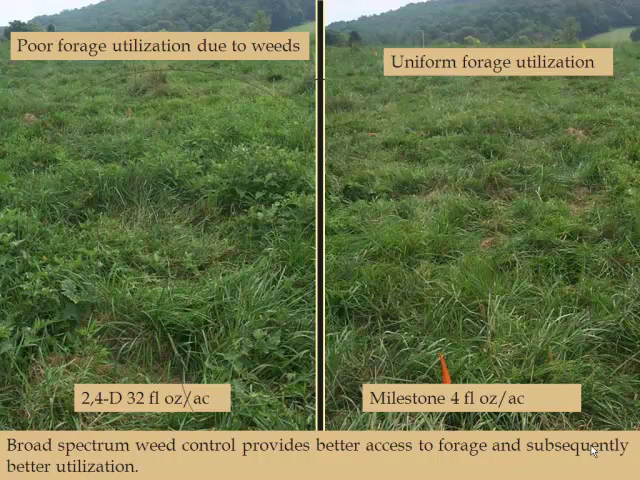 Poor forage utilization due to weeds
Uniform forage utilization
2,4-D 32 fl oz/ac
Milestone 4 fl oz/ac
Broad spectrum weed control provides better access to forage and subsequently
better utilization.